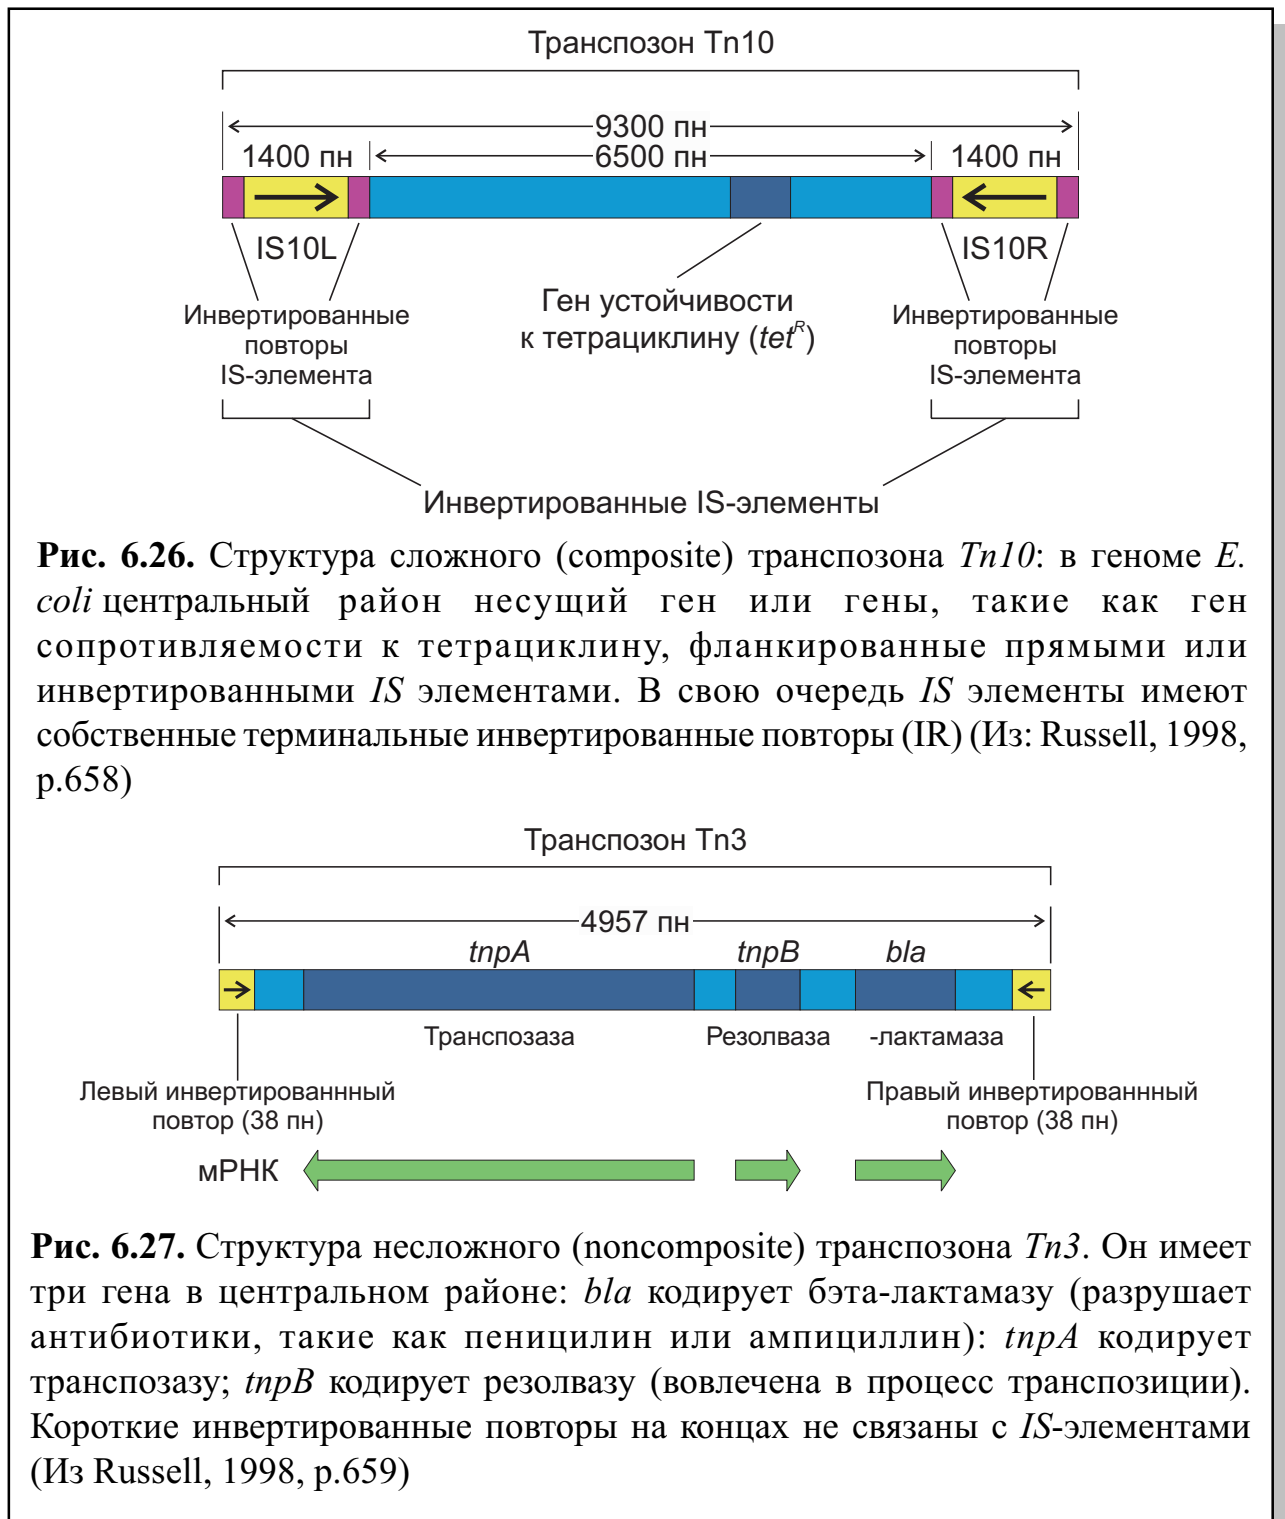 Транспозон Tn10
9300 пн
1400 пн
6500 пн
1400 пн
IS10L
IS10R
Ген устойчивости
к тетрациклину (tetᴿ)
Инвертированные
повторы
IS-элемента
Инвертированные
повторы
IS-элемента
Инвертированные IS-элементы
Рис. 6.26. Структура сложного (composite) транспозона Tn10: в геноме E.
coli центральный район несущий ген или гены, такие как ген
сопротивляемости к тетрациклину, фланкированные прямыми или
инвертированными IS элементами. В свою очередь IS элементы имеют
собственные терминальные инвертированные повторы (IR) (Из: Russell, 1998,
p.658)
Транспозон Tn3
4957 пн
tnpA
tnpB
bla
Транспозаза
Резолваза
-лактамаза
Левый инвертированнный
повтор (38 пн)
Правый инвертированнный
повтор (38 пн)
мРНК
Рис. 6.27. Структура несложного (noncomposite) транспозона Tn3. Он имеет
три гена в центральном районе: bla кодирует бэта-лактамазу (разрушает
антибиотики, такие как пеницилин или ампициллин): tnpA кодирует
транспозазу; tnpB кодирует резолвазу (вовлечена в процесс транспозиции).
Короткие инвертированные повторы на концах не связаны с IS-элементами
(Из Russell, 1998, p.659)